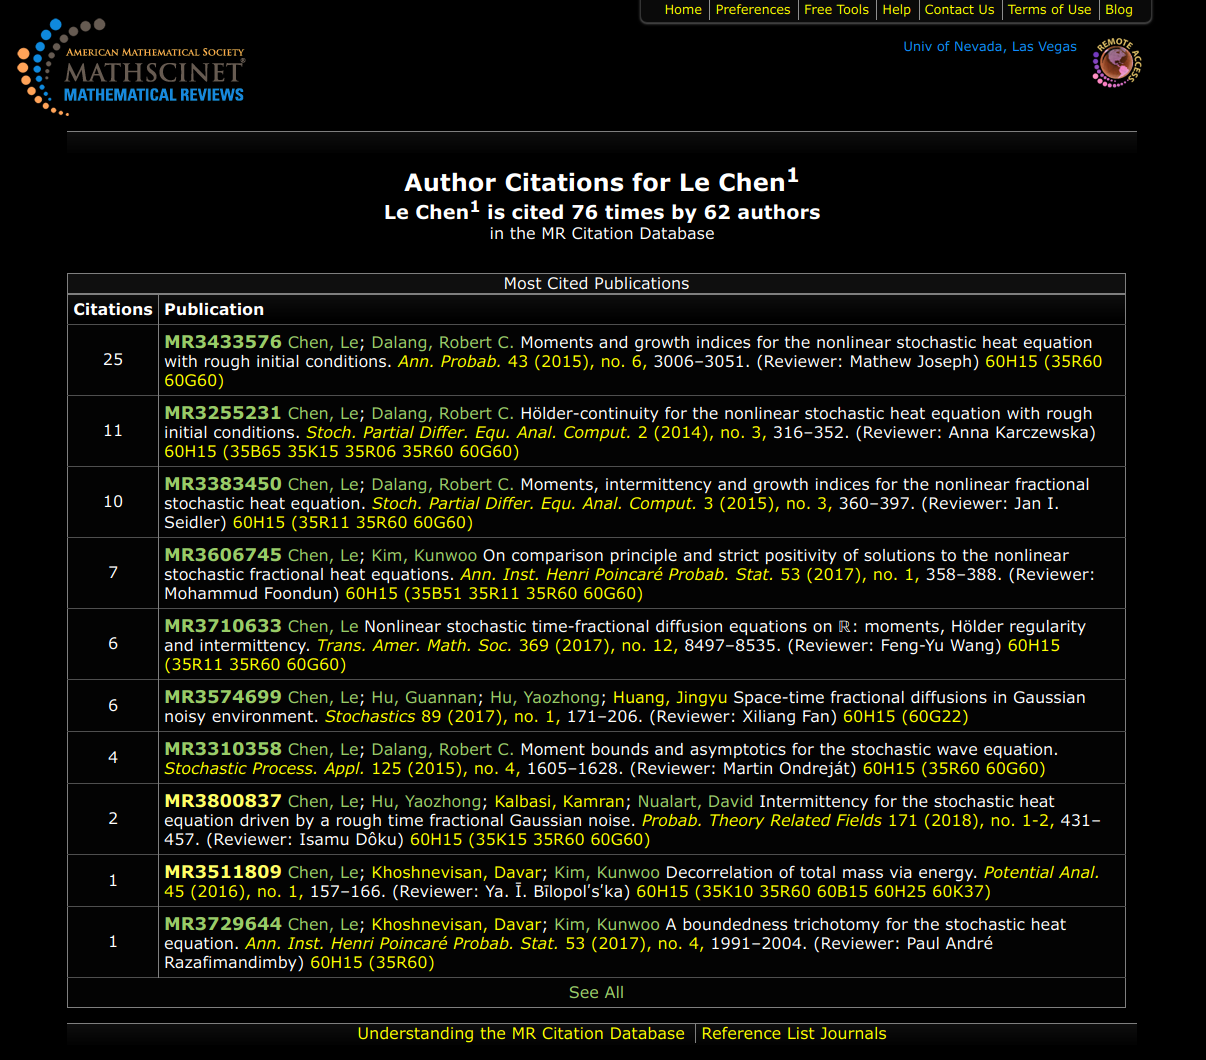 Home | Preferences | Free Tools | Help | Contact Us | Terms of Use | Blog
AMERICAN MATHEMATICAL SOCIETY
MATHSCINET®
MATHEMATICAL REVIEWS
Univ of Nevada, Las Vegas
REMOTE ACCESS
Author Citations for Le Chen¹
Le Chen¹ is cited 76 times by 62 authors
in the MR Citation Database
Most Cited Publications
Citations Publication
25
MR3433576 Chen, Le; Dalang, Robert C. Moments and growth indices for the nonlinear stochastic heat equation
with rough initial conditions. Ann. Probab. 43 (2015), no. 6, 3006–3051. (Reviewer: Mathew Joseph) 60H15 (35R60
60G60)
11
MR3255231 Chen, Le; Dalang, Robert C. Hölder-continuity for the nonlinear stochastic heat equation with rough
initial conditions. Stoch. Partial Differ. Equ. Anal. Comput. 2 (2014), no. 3, 316–352. (Reviewer: Anna Karczewska)
60H15 (35B65 35K15 35R06 35R60 60G60)
10
MR3383450 Chen, Le; Dalang, Robert C. Moments, intermittency and growth indices for the nonlinear fractional
stochastic heat equation. Stoch. Partial Differ. Equ. Anal. Comput. 3 (2015), no. 3, 360–397. (Reviewer: Jan I.
Seidler) 60H15 (35R11 35R60 60G60)
7
MR3606745 Chen, Le; Kim, Kunwoo On comparison principle and strict positivity of solutions to the nonlinear
stochastic fractional heat equations. Ann. Inst. Henri Poincaré Probab. Stat. 53 (2017), no. 1, 358–388. (Reviewer:
Mohammud Foondun) 60H15 (35B51 35R11 35R60 60G60)
6
MR3710633 Chen, Le Nonlinear stochastic time-fractional diffusion equations on ℝ: moments, Hölder regularity
and intermittency. Trans. Amer. Math. Soc. 369 (2017), no. 12, 8497–8535. (Reviewer: Feng-Yu Wang) 60H15
(35R11 35R60 60G60)
6
MR3574699 Chen, Le; Hu, Guannan; Hu, Yaozhong; Huang, Jingyu Space-time fractional diffusions in Gaussian
noisy environment. Stochastics 89 (2017), no. 1, 171–206. (Reviewer: Xiliang Fan) 60H15 (60G22)
4
MR3310358 Chen, Le; Dalang, Robert C. Moment bounds and asymptotics for the stochastic wave equation.
Stochastic Process. Appl. 125 (2015), no. 4, 1605–1628. (Reviewer: Martin Ondreját) 60H15 (35R60 60G60)
2
MR3800837 Chen, Le; Hu, Yaozhong; Kalbasi, Kamran; Nualart, David Intermittency for the stochastic heat
equation driven by a rough time fractional Gaussian noise. Probab. Theory Related Fields 171 (2018), no. 1-2, 431–
457. (Reviewer: Isamu Dôku) 60H15 (35K15 35R60 60G60)
1
MR3511809 Chen, Le; Khoshnevisan, Davar; Kim, Kunwoo Decorrelation of total mass via energy. Potential Anal.
45 (2016), no. 1, 157–166. (Reviewer: Ya. Ī. Bīlopolʹsʹka) 60H15 (35K10 35R60 60B15 60H25 60K37)
1
MR3729644 Chen, Le; Khoshnevisan, Davar; Kim, Kunwoo A boundedness trichotomy for the stochastic heat
equation. Ann. Inst. Henri Poincaré Probab. Stat. 53 (2017), no. 4, 1991–2004. (Reviewer: Paul André
Razafimandimby) 60H15 (35R60)
See All
Understanding the MR Citation Database | Reference List Journals